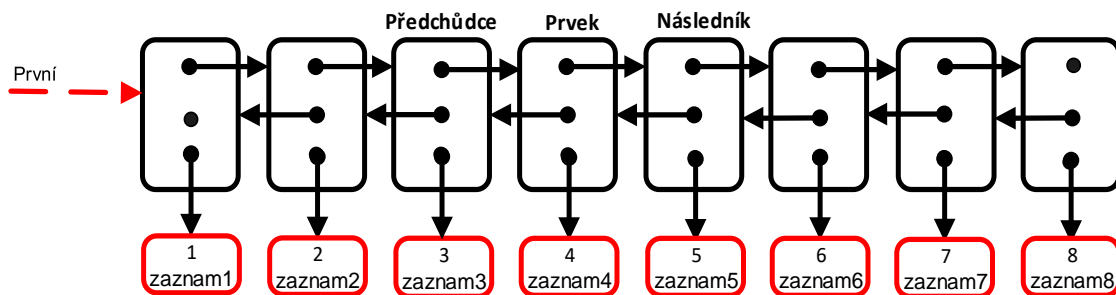 Předchůdce Prvek Následník
První
1 2 3 4 5 6 7 8
zaznam1 zaznam2 zaznam3 zaznam4 zaznam5 zaznam6 zaznam7 zaznam8